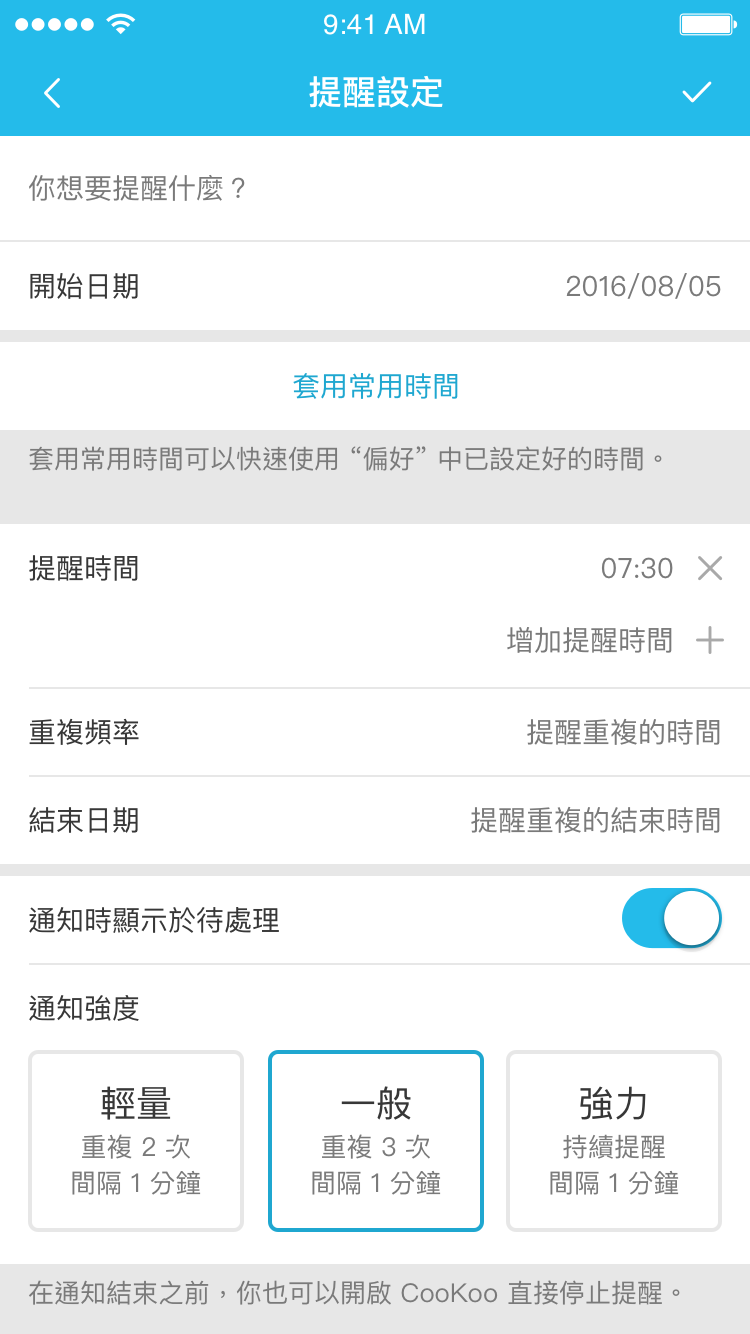 9:41 AM
提醒設定
你想要提醒什麼？
開始日期 2016/08/05
套用常用時間
套用常用時間可以快速使用“偏好”中已設定好的時間。
提醒時間 07:30
增加提醒時間
重複頻率 提醒重複的時間
結束日期 提醒重複的結束時間
通知時顯示於待處理
通知強度
輕量 一般 強力
重複 2 次 重複 3 次 持續提醒
間隔 1 分鐘 間隔 1 分鐘 間隔 1 分鐘
在通知結束之前，你也可以開啟 CooKoo 直接停止提醒。